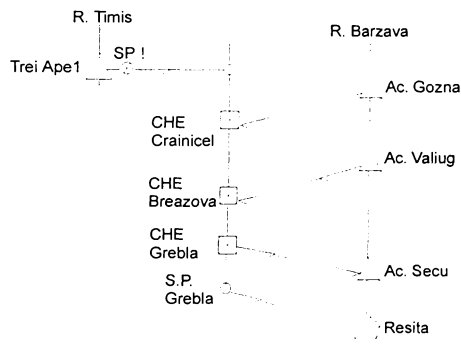 R. Timis
R. Barzava
SP !
Trei Ape1
Ac. Gozna
CHE
Crainicel
Ac. Valiug
CHE
Breazova
CHE
Grebla
Ac. Secu
S.P.
Grebla
Resita